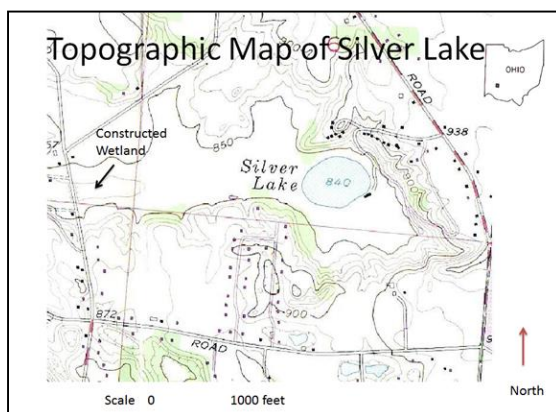 Topographic Map of Silver Lake
OHIO
ROAD
938
Constructed
Wetland
850
Silver
Lake
840
900
872
ROAD
Scale 0 1000 feet
North